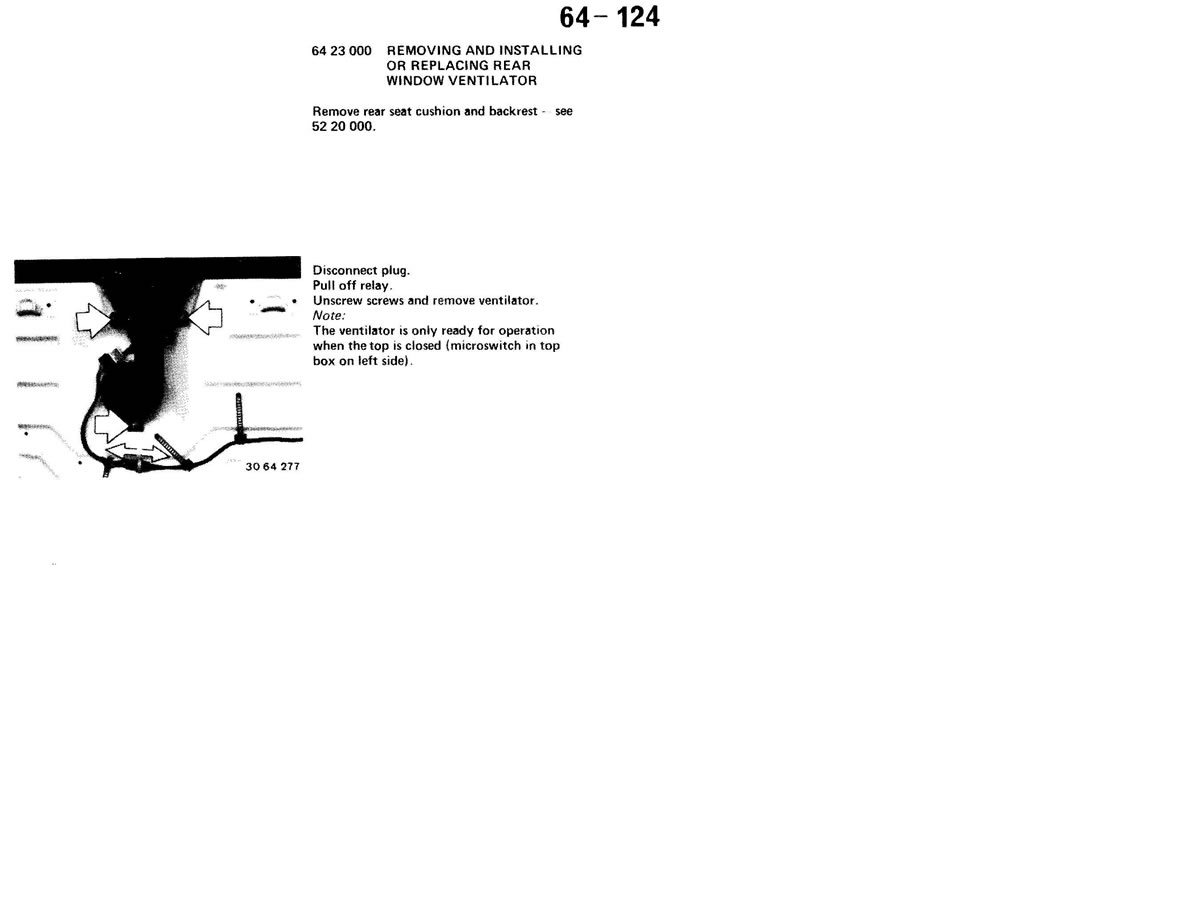 64 – 124
64 23 000 REMOVING AND INSTALLING
OR REPLACING REAR
WINDOW VENTILATOR
Remove rear seat cushion and backrest - see
52 20 000.
Disconnect plug.
Pull off relay.
Unscrew screws and remove ventilator.
Note:
The ventilator is only ready for operation
when the top is closed (microswitch in top
box on left side).
30 64 277